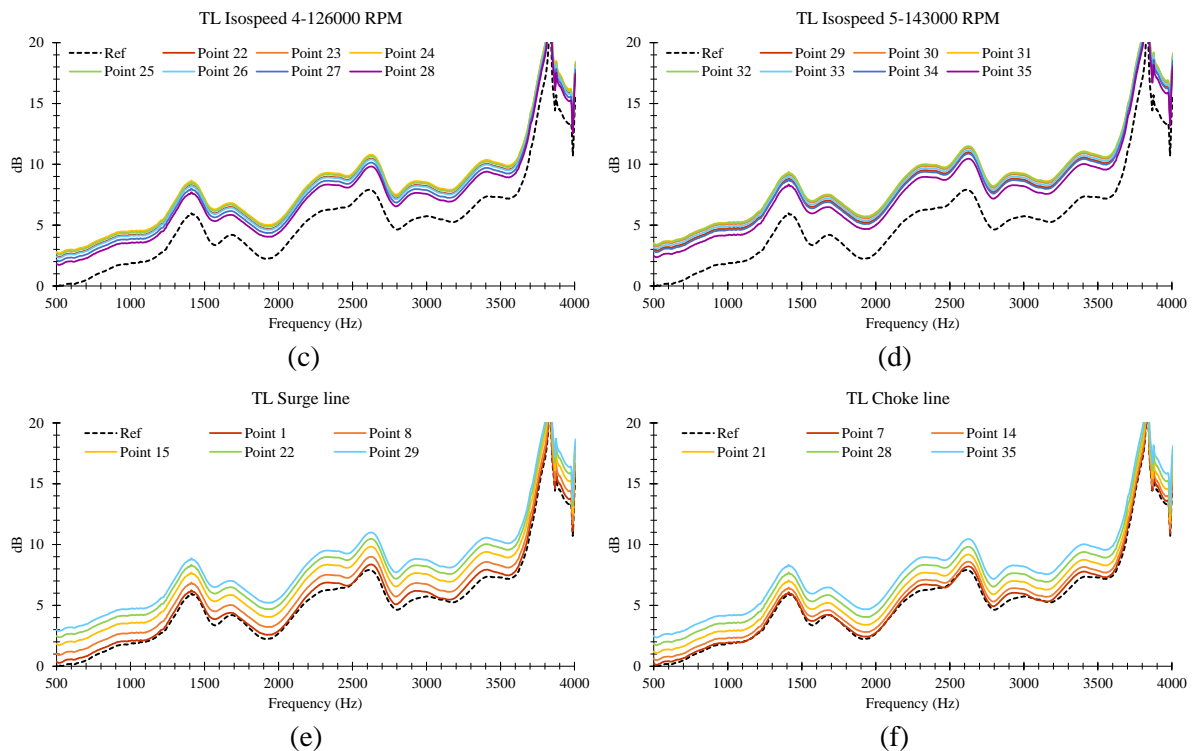 TL Isospeed 4-126000 RPM
Ref Point 22 Point 23 Point 24
Point 25 Point 26 Point 27 Point 28
20
15
10
5
0
dB
500 1000 1500 2000 2500 3000 3500 4000
Frequency (Hz)
(c)
TL Isospeed 5-143000 RPM
Ref Point 29 Point 30 Point 31
Point 32 Point 33 Point 34 Point 35
20
15
10
5
0
dB
500 1000 1500 2000 2500 3000 3500 4000
Frequency (Hz)
(d)
TL Surge line
Ref Point 1 Point 8
Point 15 Point 22 Point 29
20
15
10
5
0
dB
500 1000 1500 2000 2500 3000 3500 4000
Frequency (Hz)
(e)
TL Choke line
Ref Point 7 Point 14
Point 21 Point 28 Point 35
20
15
10
5
0
dB
500 1000 1500 2000 2500 3000 3500 4000
Frequency (Hz)
(f)